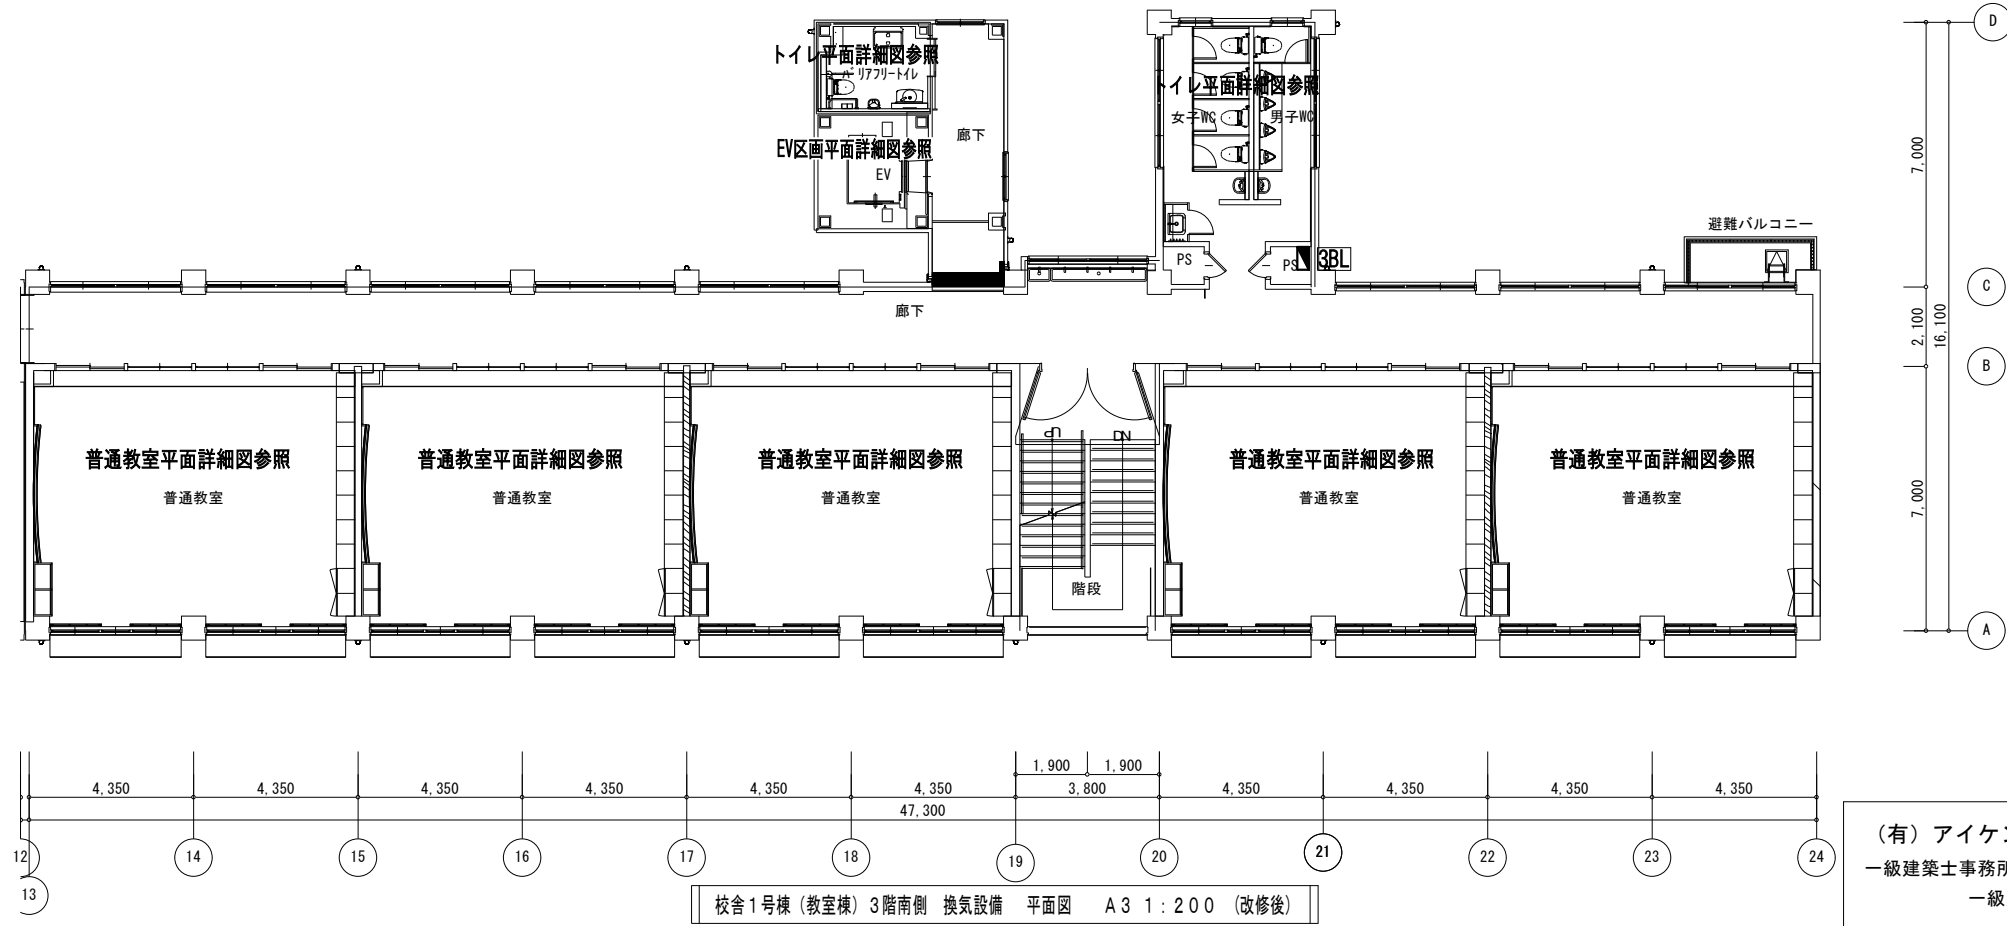 D
トイレ平面詳細図参照
バリアフリートイレ
トイレ平面詳細図参照
女子WC
男子WC
廊下
EV区画平面詳細図参照
EV
7,000
避難バルコニー
PS
PS
3BL
C
廊下
2,100
16,100
B
UP
DN
普通教室平面詳細図参照
普通教室平面詳細図参照
普通教室平面詳細図参照
普通教室平面詳細図参照
普通教室平面詳細図参照
普通教室
普通教室
普通教室
普通教室
普通教室
7,000
階段
A
1,900
1,900
4,350
4,350
4,350
4,350
4,350
4,350
3,800
4,350
4,350
4,350
4,350
47,300
12
13
14
15
16
17
18
19
20
21
22
23
24
校舎1号棟(教室棟)3階南側 換気設備 平面図 A3 1:200 (改修後)
(有)アイケン
一級建築士事務所
一級